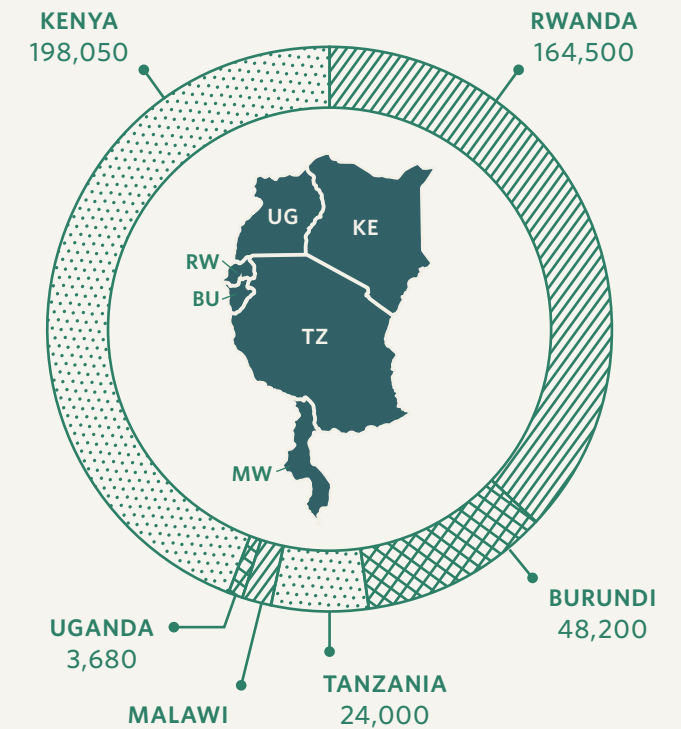 KENYA
198,050
RWANDA
164,500
UG
KE
RW
BU
TZ
MW
BURUNDI
48,200
UGANDA
3,680
TANZANIA
24,000
MALAWI